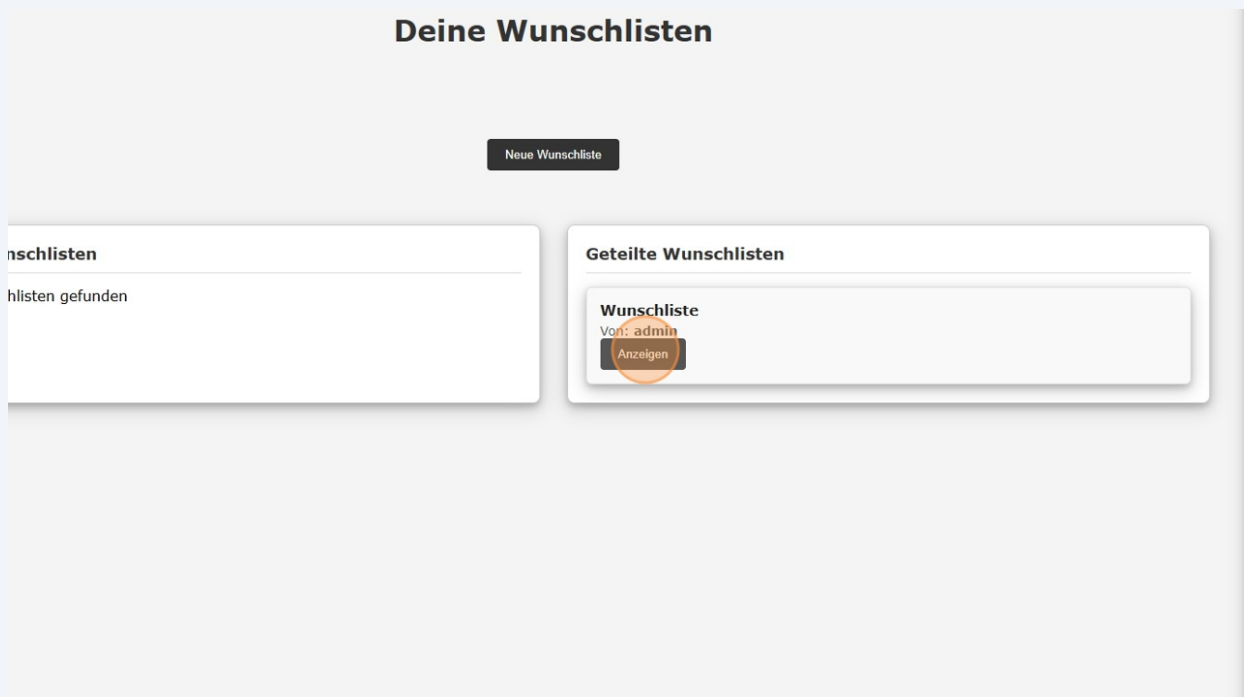 Deine Wunschlisten
Neue Wunschliste
nschlisten
hlisten gefunden
Geteilte Wunschlisten
Wunschliste
Von: admin
Anzeigen